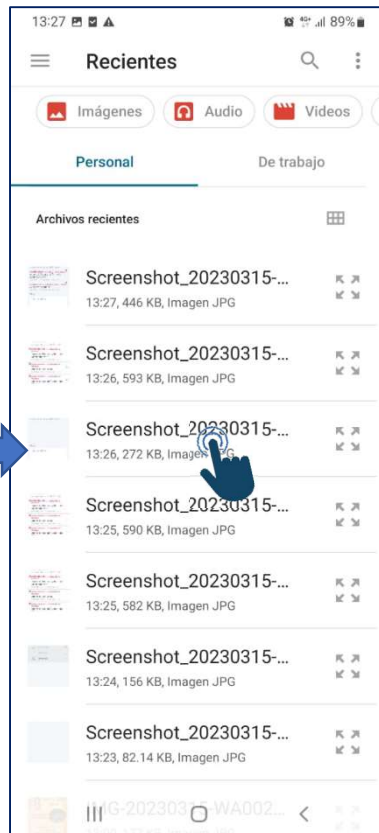 13:27 89%
Recientes
Imágenes Audio Videos
Personal De trabajo
Archivos recientes
Screenshot_20230315-...
13:27, 446 KB, Imagen JPG
Screenshot_20230315-...
13:26, 593 KB, Imagen JPG
Screenshot_20230315-...
13:26, 272 KB, Imagen JPG
Screenshot_20230315-...
13:25, 590 KB, Imagen JPG
Screenshot_20230315-...
13:25, 582 KB, Imagen JPG
Screenshot_20230315-...
13:24, 156 KB, Imagen JPG
Screenshot_20230315-...
13:23, 82.14 KB, Imagen JPG